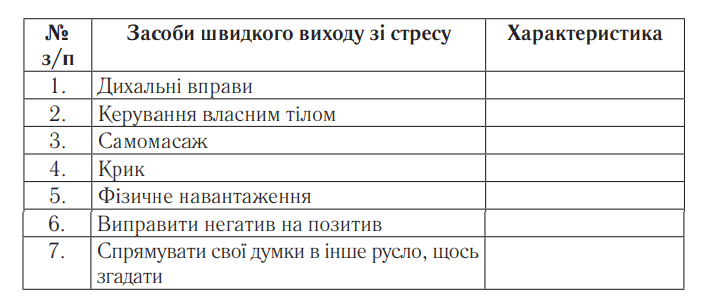 № Засоби швидкого виходу зі стресу Характеристика
з/п
1. Дихальні вправи
2. Керування власним тілом
3. Самомасаж
4. Крик
5. Фізичне навантаження
6. Виправити негатив на позитив
7. Спрямувати свої думки в інше русло, щось
згадати